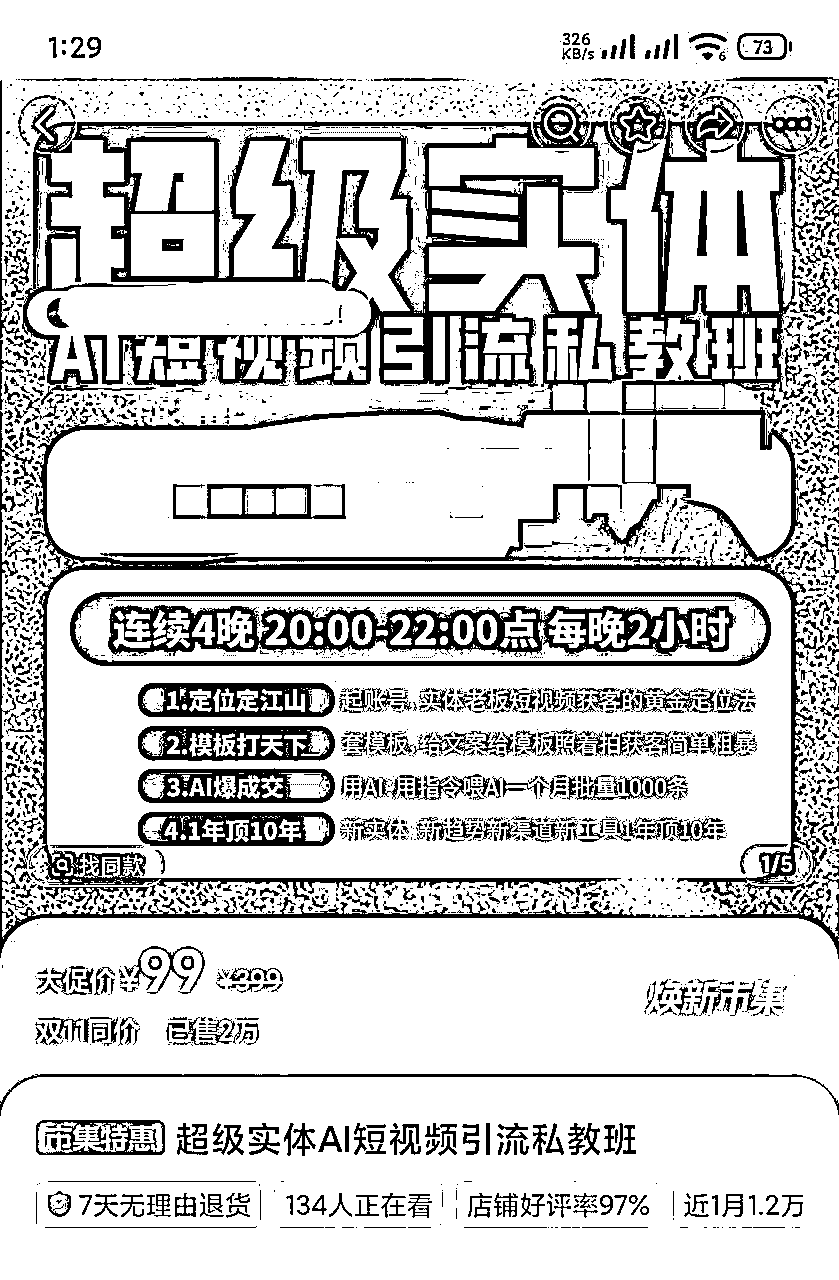 1:29 326 KB/s 6 73
超级实体
AI短视频引流私教班
连续4晚 20:00-22:00点 每晚2小时
1.定位定江山 起账号,实体老板短视频获客的黄金定位法
2.模板打天下 套模板,给文案给模板照着拍获客简单粗暴
3.AI爆成交 用AI,用指令喂AI一个月批量1000条
4.1年顶10年 新实体,新趋势新渠道新工具1年顶10年
找同款 1/5
大促价¥99 ¥399 焕新市集
双11同价 已售2万
市集特惠 超级实体AI短视频引流私教班
7天无理由退货 134人正在看 店铺好评率97% 近1月1.2万